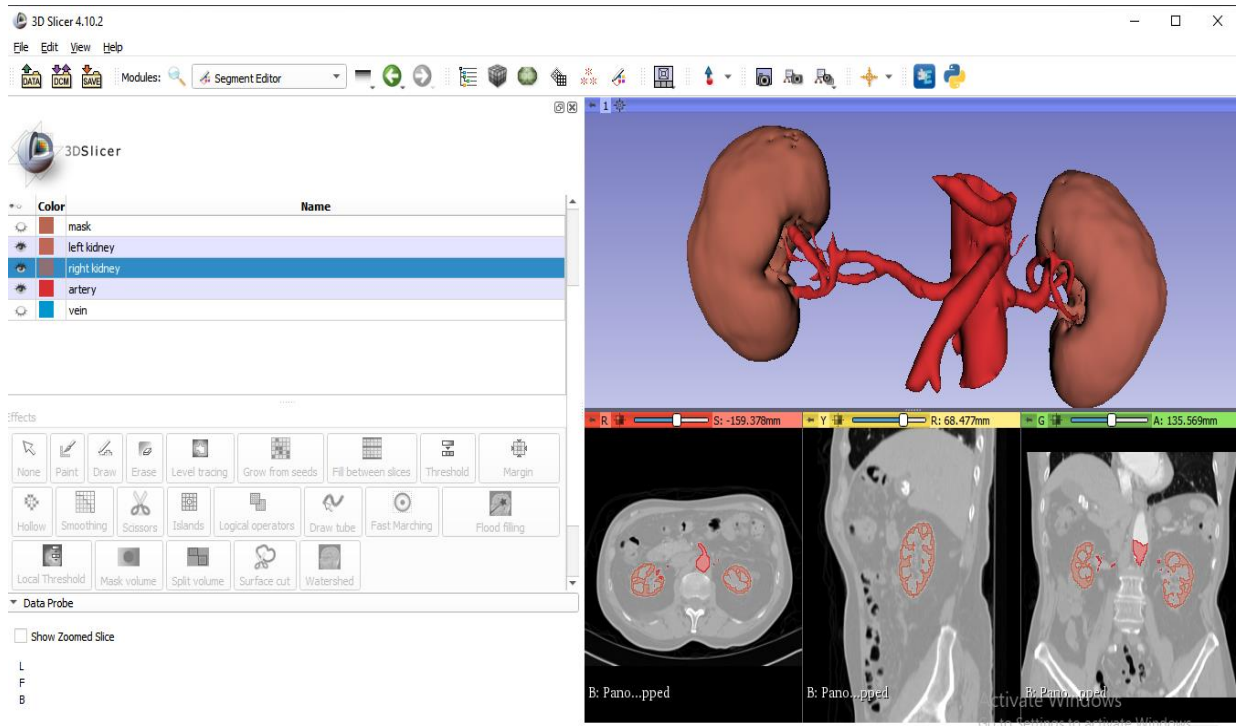 3D Slicer 4.10.2
File Edit View Help
DATA DCM SAVE Modules: Segment Editor
3DSlicer
1
Color Name
mask
left kidney
right kidney
artery
vein
Effects
None Paint Draw Erase Level tracing Grow from seeds Fill between slices Threshold Margin
Hollow Smoothing Scissors Islands Logical operators Draw tube Fast Marching Flood filling
Local Threshold Mask volume Split volume Surface cut Watershed
Data Probe
Show Zoomed Slice
L
F
B
R S: -159.378mm
Y R: 68.477mm
G A: 135.569mm
B: Pano...pped
B: Pano...pped
B: Pano...pped
ctivate Windows
Go to Settings to activate Windows